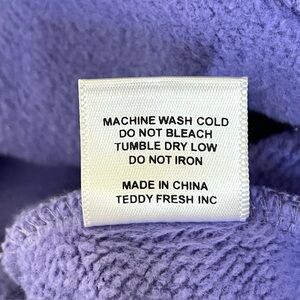 MACHINE WASH COLD
DO NOT BLEACH
TUMBLE DRY LOW
DO NOT IRON
MADE IN CHINA
TEDDY FRESH INC